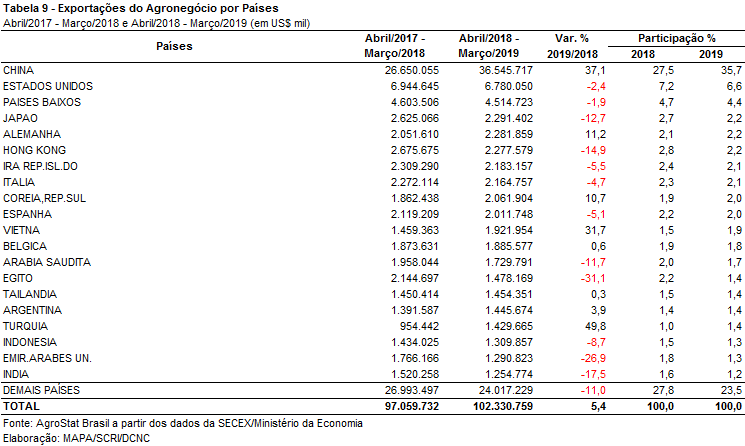 Tabela 9 - Exportações do Agronegócio por Países
Abril/2017 - Março/2018 e Abril/2018 - Março/2019 (em US$ mil)
Países Abril/2017 - Março/2018 Abril/2018 - Março/2019 Var. % 2019/2018 Participação % 2018 2019
CHINA 26.650.055 36.545.717 37,1 27,5 35,7
ESTADOS UNIDOS 6.944.645 6.780.050 -2,4 7,2 6,6
PAISES BAIXOS 4.603.506 4.514.723 -1,9 4,7 4,4
JAPAO 2.625.066 2.291.402 -12,7 2,7 2,2
ALEMANHA 2.051.610 2.281.859 11,2 2,1 2,2
HONG KONG 2.675.675 2.277.579 -14,9 2,8 2,2
IRA REP.ISL.DO 2.309.290 2.183.157 -5,5 2,4 2,1
ITALIA 2.272.114 2.164.757 -4,7 2,3 2,1
COREIA,REP.SUL 1.862.438 2.061.904 10,7 1,9 2,0
ESPANHA 2.119.209 2.011.748 -5,1 2,2 2,0
VIETNA 1.459.363 1.921.954 31,7 1,5 1,9
BELGICA 1.873.631 1.885.577 0,6 1,9 1,8
ARABIA SAUDITA 1.958.044 1.729.791 -11,7 2,0 1,7
EGITO 2.144.697 1.478.169 -31,1 2,2 1,4
TAILANDIA 1.450.414 1.454.351 0,3 1,5 1,4
ARGENTINA 1.391.587 1.445.674 3,9 1,4 1,4
TURQUIA 954.442 1.429.665 49,8 1,0 1,4
INDONESIA 1.434.025 1.309.857 -8,7 1,5 1,3
EMIR.ARABES UN. 1.766.166 1.290.823 -26,9 1,8 1,3
INDIA 1.520.258 1.254.774 -17,5 1,6 1,2
DEMAIS PAÍSES 26.993.497 24.017.229 -11,0 27,8 23,5
TOTAL 97.059.732 102.330.759 5,4 100,0 100,0
Fonte: AgroStat Brasil a partir dos dados da SECEX/Ministério da Economia
Elaboração: MAPA/SCRI/DCNC